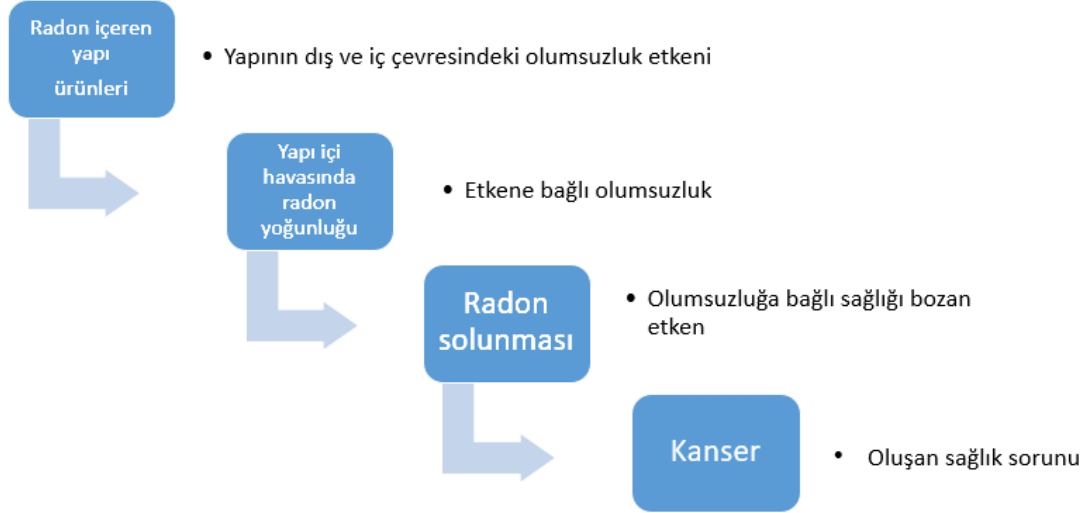 Radon içeren
yapı
ürünleri
• Yapının dış ve iç çevresindeki olumsuzluk etkeni
Yapı içi
havasında
radon
yoğunluğu
• Etkene bağlı olumsuzluk
Radon
solunması
• Olumsuzluğa bağlı sağlığı bozan
etken
Kanser
• Oluşan sağlık sorunu